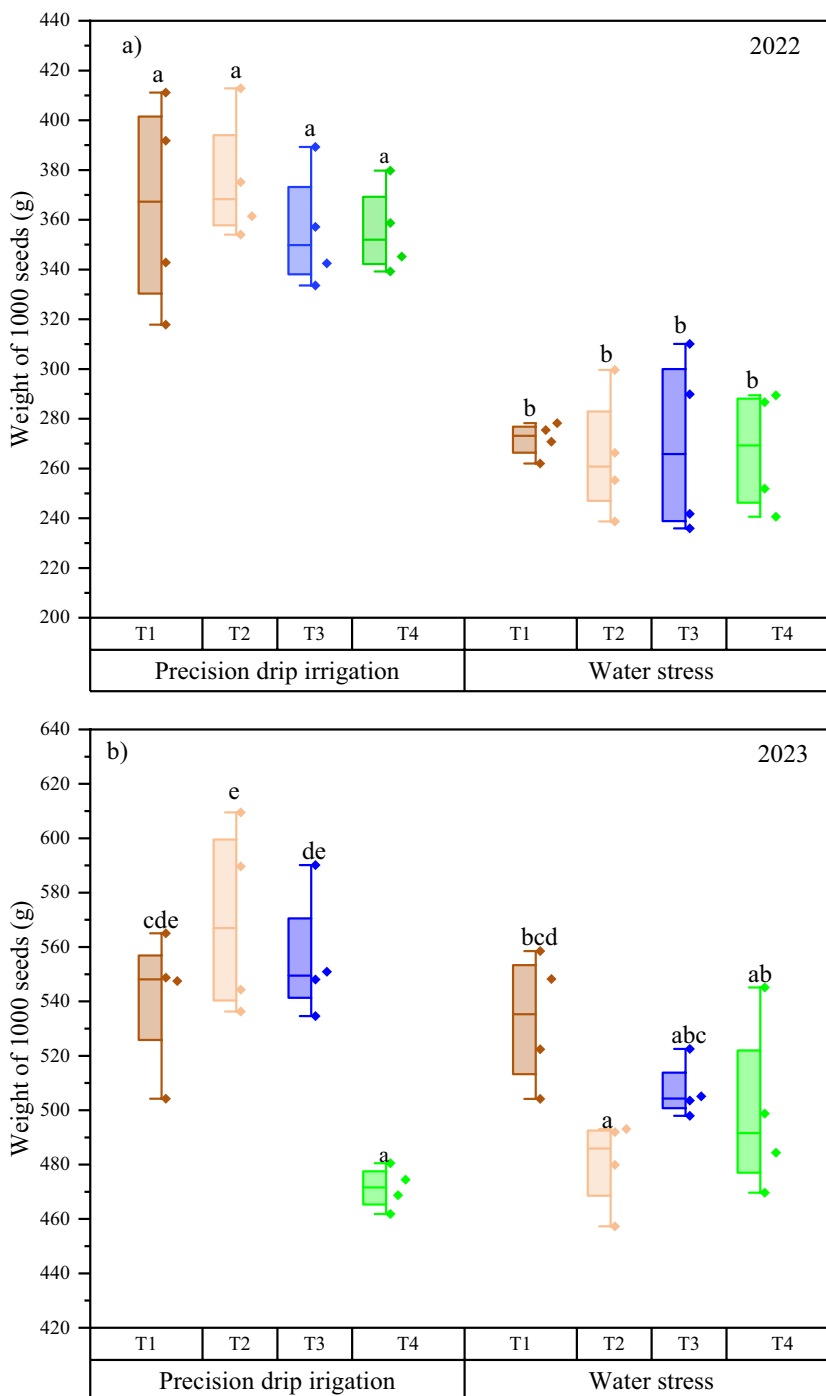 a)
2022
Weight of 1000 seeds (g)
440
420
400
380
360
340
320
300
280
260
240
220
200
a
a
a
a
b
b
b
b
T1 T2 T3 T4 T1 T2 T3 T4
Precision drip irrigation Water stress
b)
2023
Weight of 1000 seeds (g)
640
620
600
580
560
540
520
500
480
460
440
420
cde
e
de
a
bcd
a
abc
ab
T1 T2 T3 T4 T1 T2 T3 T4
Precision drip irrigation Water stress